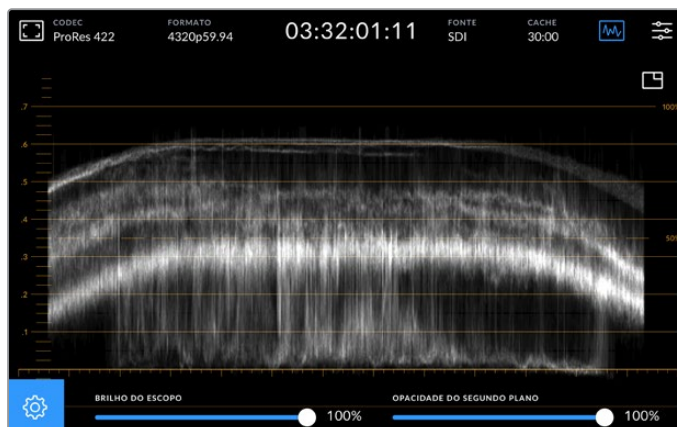 CODEC
ProRes 422
FORMATO
4320p59.94
03:32:01:11
FONTE
SDI
CACHE
30:00
.7
100%
.6
.5
.4
50%
.3
.2
.1
BRILHO DO ESCOPO
100%
OPACIDADE DO SEGUNDO PLANO
100%